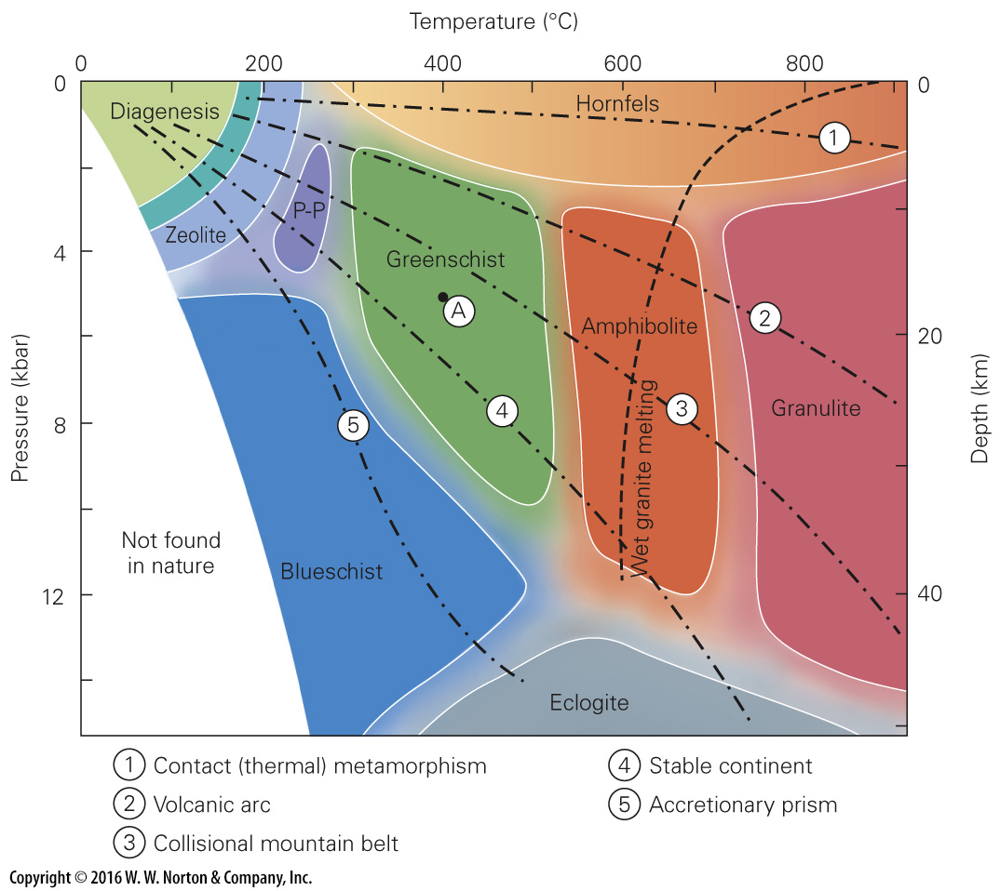 Temperature (°C)
0 200 400 600 800
0 0
Diagenesis
Hornfels
1
P-P
Zeolite
4
Greenschist
A
2
Amphibolite
20
Pressure (kbar)
Depth (km)
Granulite
3
4
8
5
Wet granite melting
Not found
in nature
Blueschist
12
40
Eclogite
1 Contact (thermal) metamorphism
2 Volcanic arc
3 Collisional mountain belt
4 Stable continent
5 Accretionary prism
Copyright © 2016 W. W. Norton & Company, Inc.